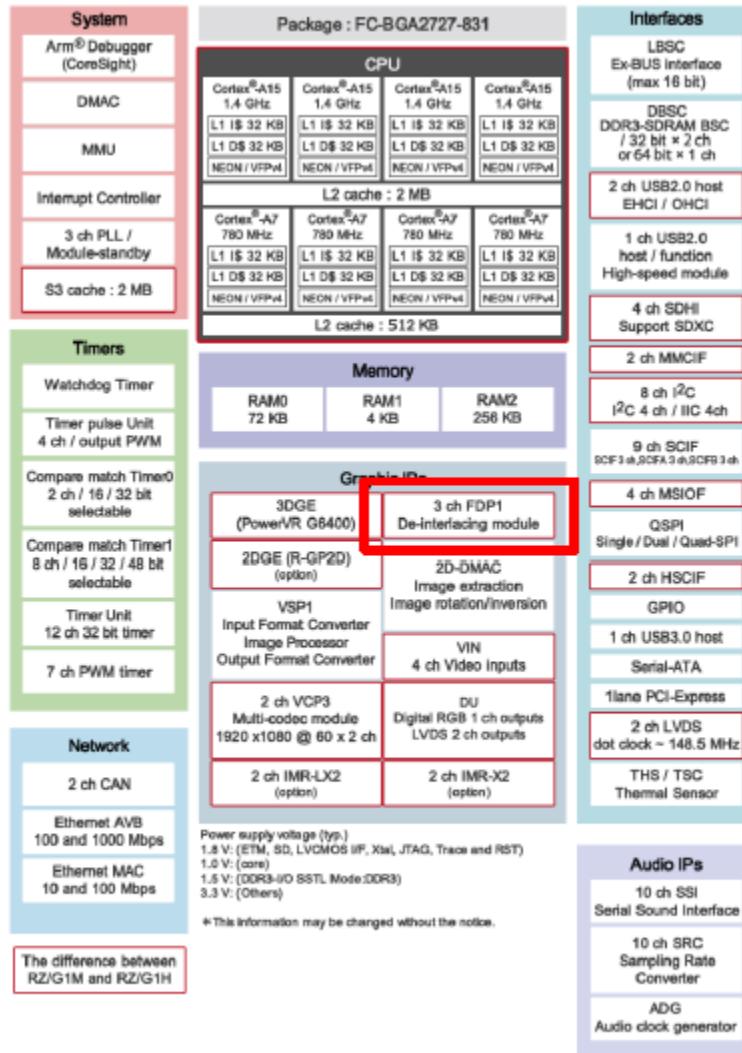 System
Arm® Debugger
(CoreSight)
DMAC
MMU
Interrupt Controller
3 ch PLL /
Module-standby
S3 cache : 2 MB
Timers
Watchdog Timer
Timer pulse Unit
4 ch / output PWM
Compare match Timer0
2 ch / 16 / 32 bit
selectable
Compare match Timer1
8 ch / 16 / 32 / 48 bit
selectable
Timer Unit
12 ch 32 bit timer
7 ch PWM timer
Network
2 ch CAN
Ethernet AVB
100 and 1000 Mbps
Ethernet MAC
10 and 100 Mbps
The difference between
RZ/G1M and RZ/G1H
Package : FC-BGA2727-831
CPU
Cortex®-A15 Cortex®-A15 Cortex®-A15 Cortex®-A15
1.4 GHz 1.4 GHz 1.4 GHz 1.4 GHz
L1 I$ 32 KB L1 I$ 32 KB L1 I$ 32 KB L1 I$ 32 KB
L1 D$ 32 KB L1 D$ 32 KB L1 D$ 32 KB L1 D$ 32 KB
NEON / VFPv4 NEON / VFPv4 NEON / VFPv4 NEON / VFPv4
L2 cache : 2 MB
Cortex®-A7 Cortex®-A7 Cortex®-A7 Cortex®-A7
780 MHz 780 MHz 780 MHz 780 MHz
L1 I$ 32 KB L1 I$ 32 KB L1 I$ 32 KB L1 I$ 32 KB
L1 D$ 32 KB L1 D$ 32 KB L1 D$ 32 KB L1 D$ 32 KB
NEON / VFPv4 NEON / VFPv4 NEON / VFPv4 NEON / VFPv4
L2 cache : 512 KB
Memory
RAM0 RAM1 RAM2
72 KB 4 KB 256 KB
Graphic IPs
3DGE
(PowerVR G6400)
3 ch FDP1
De-interlacing module
2DGE (R-GP2D)
(option)
2D-DMAC
Image extraction
Image rotation/inversion
VSP1
Input Format Converter
Image Processor
Output Format Converter
VIN
4 ch Video inputs
2 ch VCP3
Multi-codec module
1920 x1080 @ 60 x 2 ch
DU
Digital RGB 1 ch outputs
LVDS 2 ch outputs
2 ch IMR-LX2
(option)
2 ch IMR-X2
(option)
Power supply voltage (typ.)
1.8 V: (ETM, SD, LVCMOS I/F, Xtal, JTAG, Trace and RST)
1.0 V: (core)
1.5 V: (DDR3-I/O SSTL Mode:DDR3)
3.3 V: (Others)
*This information may be changed without the notice.
Interfaces
LBSC
Ex-BUS interface
(max 16 bit)
DBSC
DDR3-SDRAM BSC
/ 32 bit × 2 ch
or 64 bit × 1 ch
2 ch USB2.0 host
EHCI / OHCI
1 ch USB2.0
host / function
High-speed module
4 ch SDHI
Support SDXC
2 ch MMCIF
8 ch I²C
I²C 4 ch / IIC 4ch
9 ch SCIF
SCIF 3 ch,SCIFA 3 ch,SCIFB 3 ch
4 ch MSIOF
QSPI
Single / Dual / Quad-SPI
2 ch HSCIF
GPIO
1 ch USB3.0 host
Serial-ATA
1lane PCI-Express
2 ch LVDS
dot clock ~ 148.5 MHz
THS / TSC
Thermal Sensor
Audio IPs
10 ch SSI
Serial Sound Interface
10 ch SRC
Sampling Rate
Converter
ADG
Audio clock generator